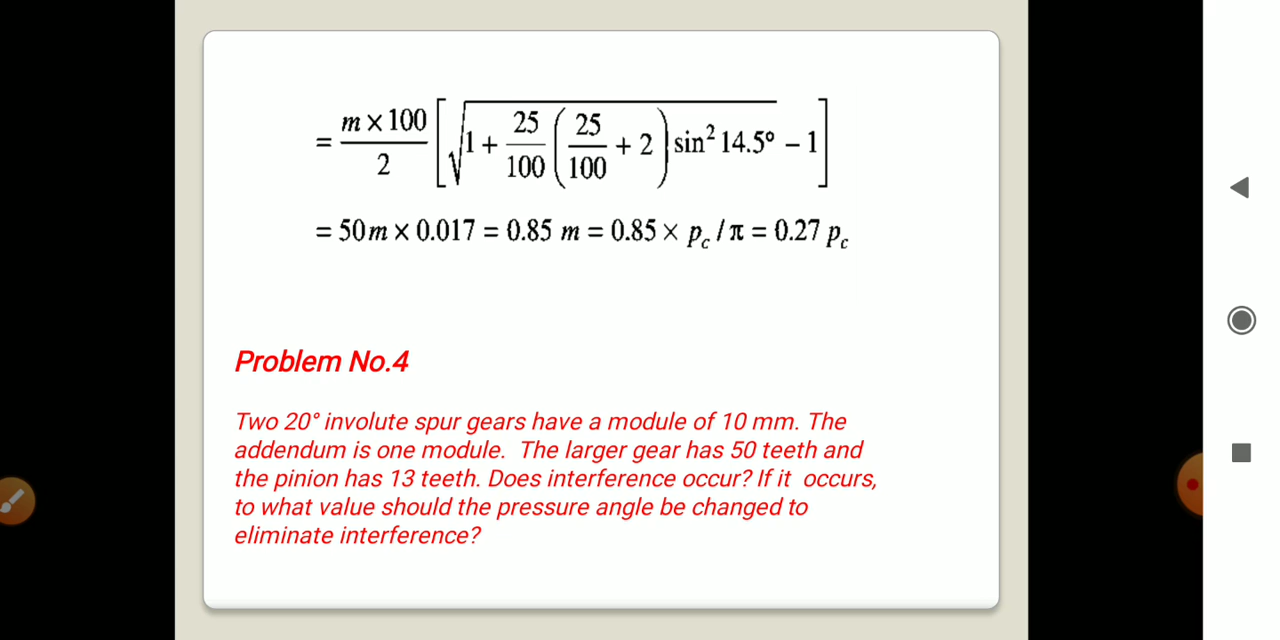 = m × 100 / 2 [√1 + 25/100 (25/100 + 2) sin² 14.5° − 1]
= 50m × 0.017 = 0.85 m = 0.85 × p_c / π = 0.27 p_c
Problem No.4
Two 20° involute spur gears have a module of 10 mm. The
addendum is one module. The larger gear has 50 teeth and
the pinion has 13 teeth. Does interference occur? If it occurs,
to what value should the pressure angle be changed to
eliminate interference?